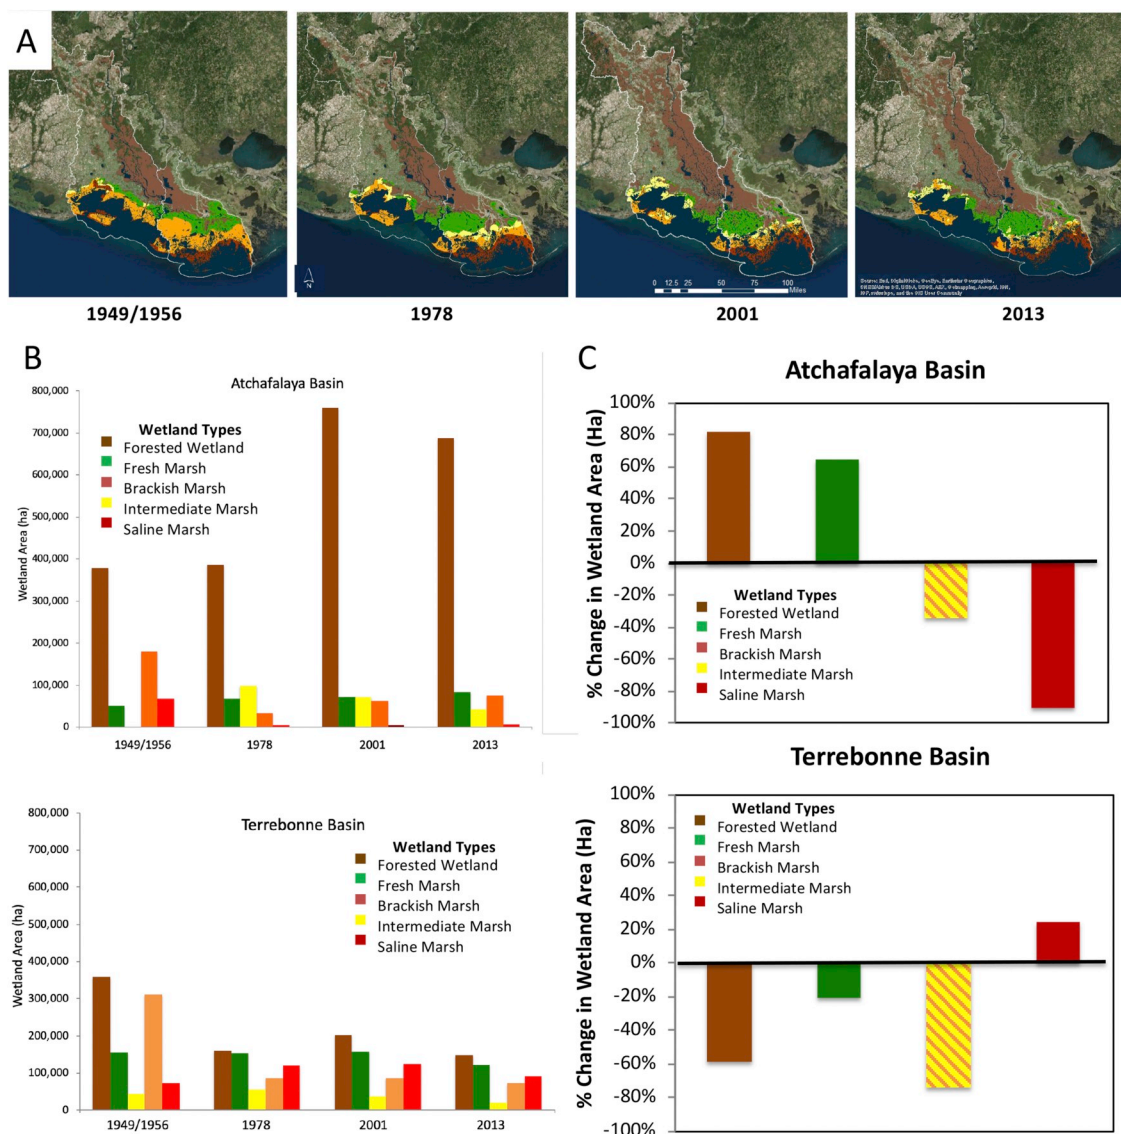 A
N
0 12.5 25 50 75 100
Miles
1949/1956
1978
2001
2013
B
Atchafalaya Basin
800,000
700,000
600,000
500,000
400,000
300,000
200,000
100,000
0
Wetland Area (ha)
Wetland Types
Forested Wetland
Fresh Marsh
Brackish Marsh
Intermediate Marsh
Saline Marsh
1949/1956
1978
2001
2013
Terrebonne Basin
800,000
700,000
600,000
500,000
400,000
300,000
200,000
100,000
0
Wetland Area (ha)
Wetland Types
Forested Wetland
Fresh Marsh
Brackish Marsh
Intermediate Marsh
Saline Marsh
1949/1956
1978
2001
2013
C
Atchafalaya Basin
100%
80%
60%
40%
20%
0%
-20%
-40%
-60%
-80%
-100%
% Change in Wetland Area (Ha)
Wetland Types
Forested Wetland
Fresh Marsh
Brackish Marsh
Intermediate Marsh
Saline Marsh
Terrebonne Basin
100%
80%
60%
40%
20%
0%
-20%
-40%
-60%
-80%
-100%
% Change in Wetland Area (Ha)
Wetland Types
Forested Wetland
Fresh Marsh
Brackish Marsh
Intermediate Marsh
Saline Marsh